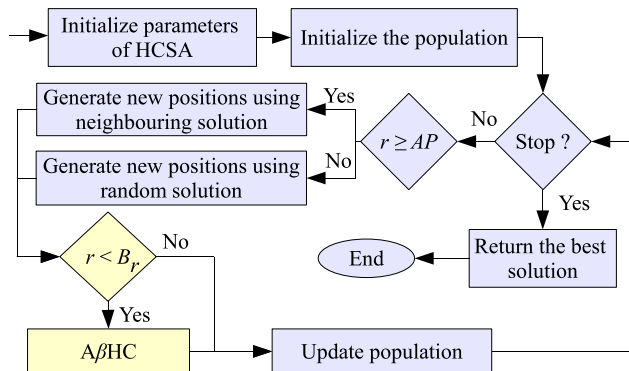 Initialize parameters
of HCSA
Initialize the population
Generate new positions using
neighbouring solution
Yes
r ≥ AP
No
Stop ?
Generate new positions using
random solution
No
Yes
Return the best
solution
End
r < Br
No
Yes
AβHC
Update population